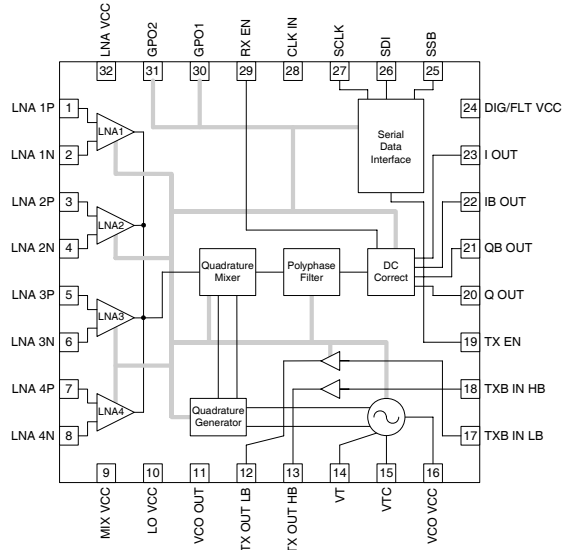 LNA VCC
GPO2
GPO1
RX EN
CLK IN
SCLK
SDI
SSB
32
31
30
29
28
27
26
25
LNA 1P
1
LNA 1N
2
LNA 2P
3
LNA 2N
4
LNA 3P
5
LNA 3N
6
LNA 4P
7
LNA 4N
8
LNA1
LNA2
LNA3
LNA4
Serial
Data
Interface
Quadrature
Mixer
Polyphase
Filter
DC
Correct
Quadrature
Generator
24
DIG/FLT VCC
23
I OUT
22
IB OUT
21
QB OUT
20
Q OUT
19
TX EN
18
TXB IN HB
17
TXB IN LB
9
10
11
12
13
14
15
16
MIX VCC
LO VCC
VCO OUT
TX OUT LB
TX OUT HB
VT
VTC
VCO VCC